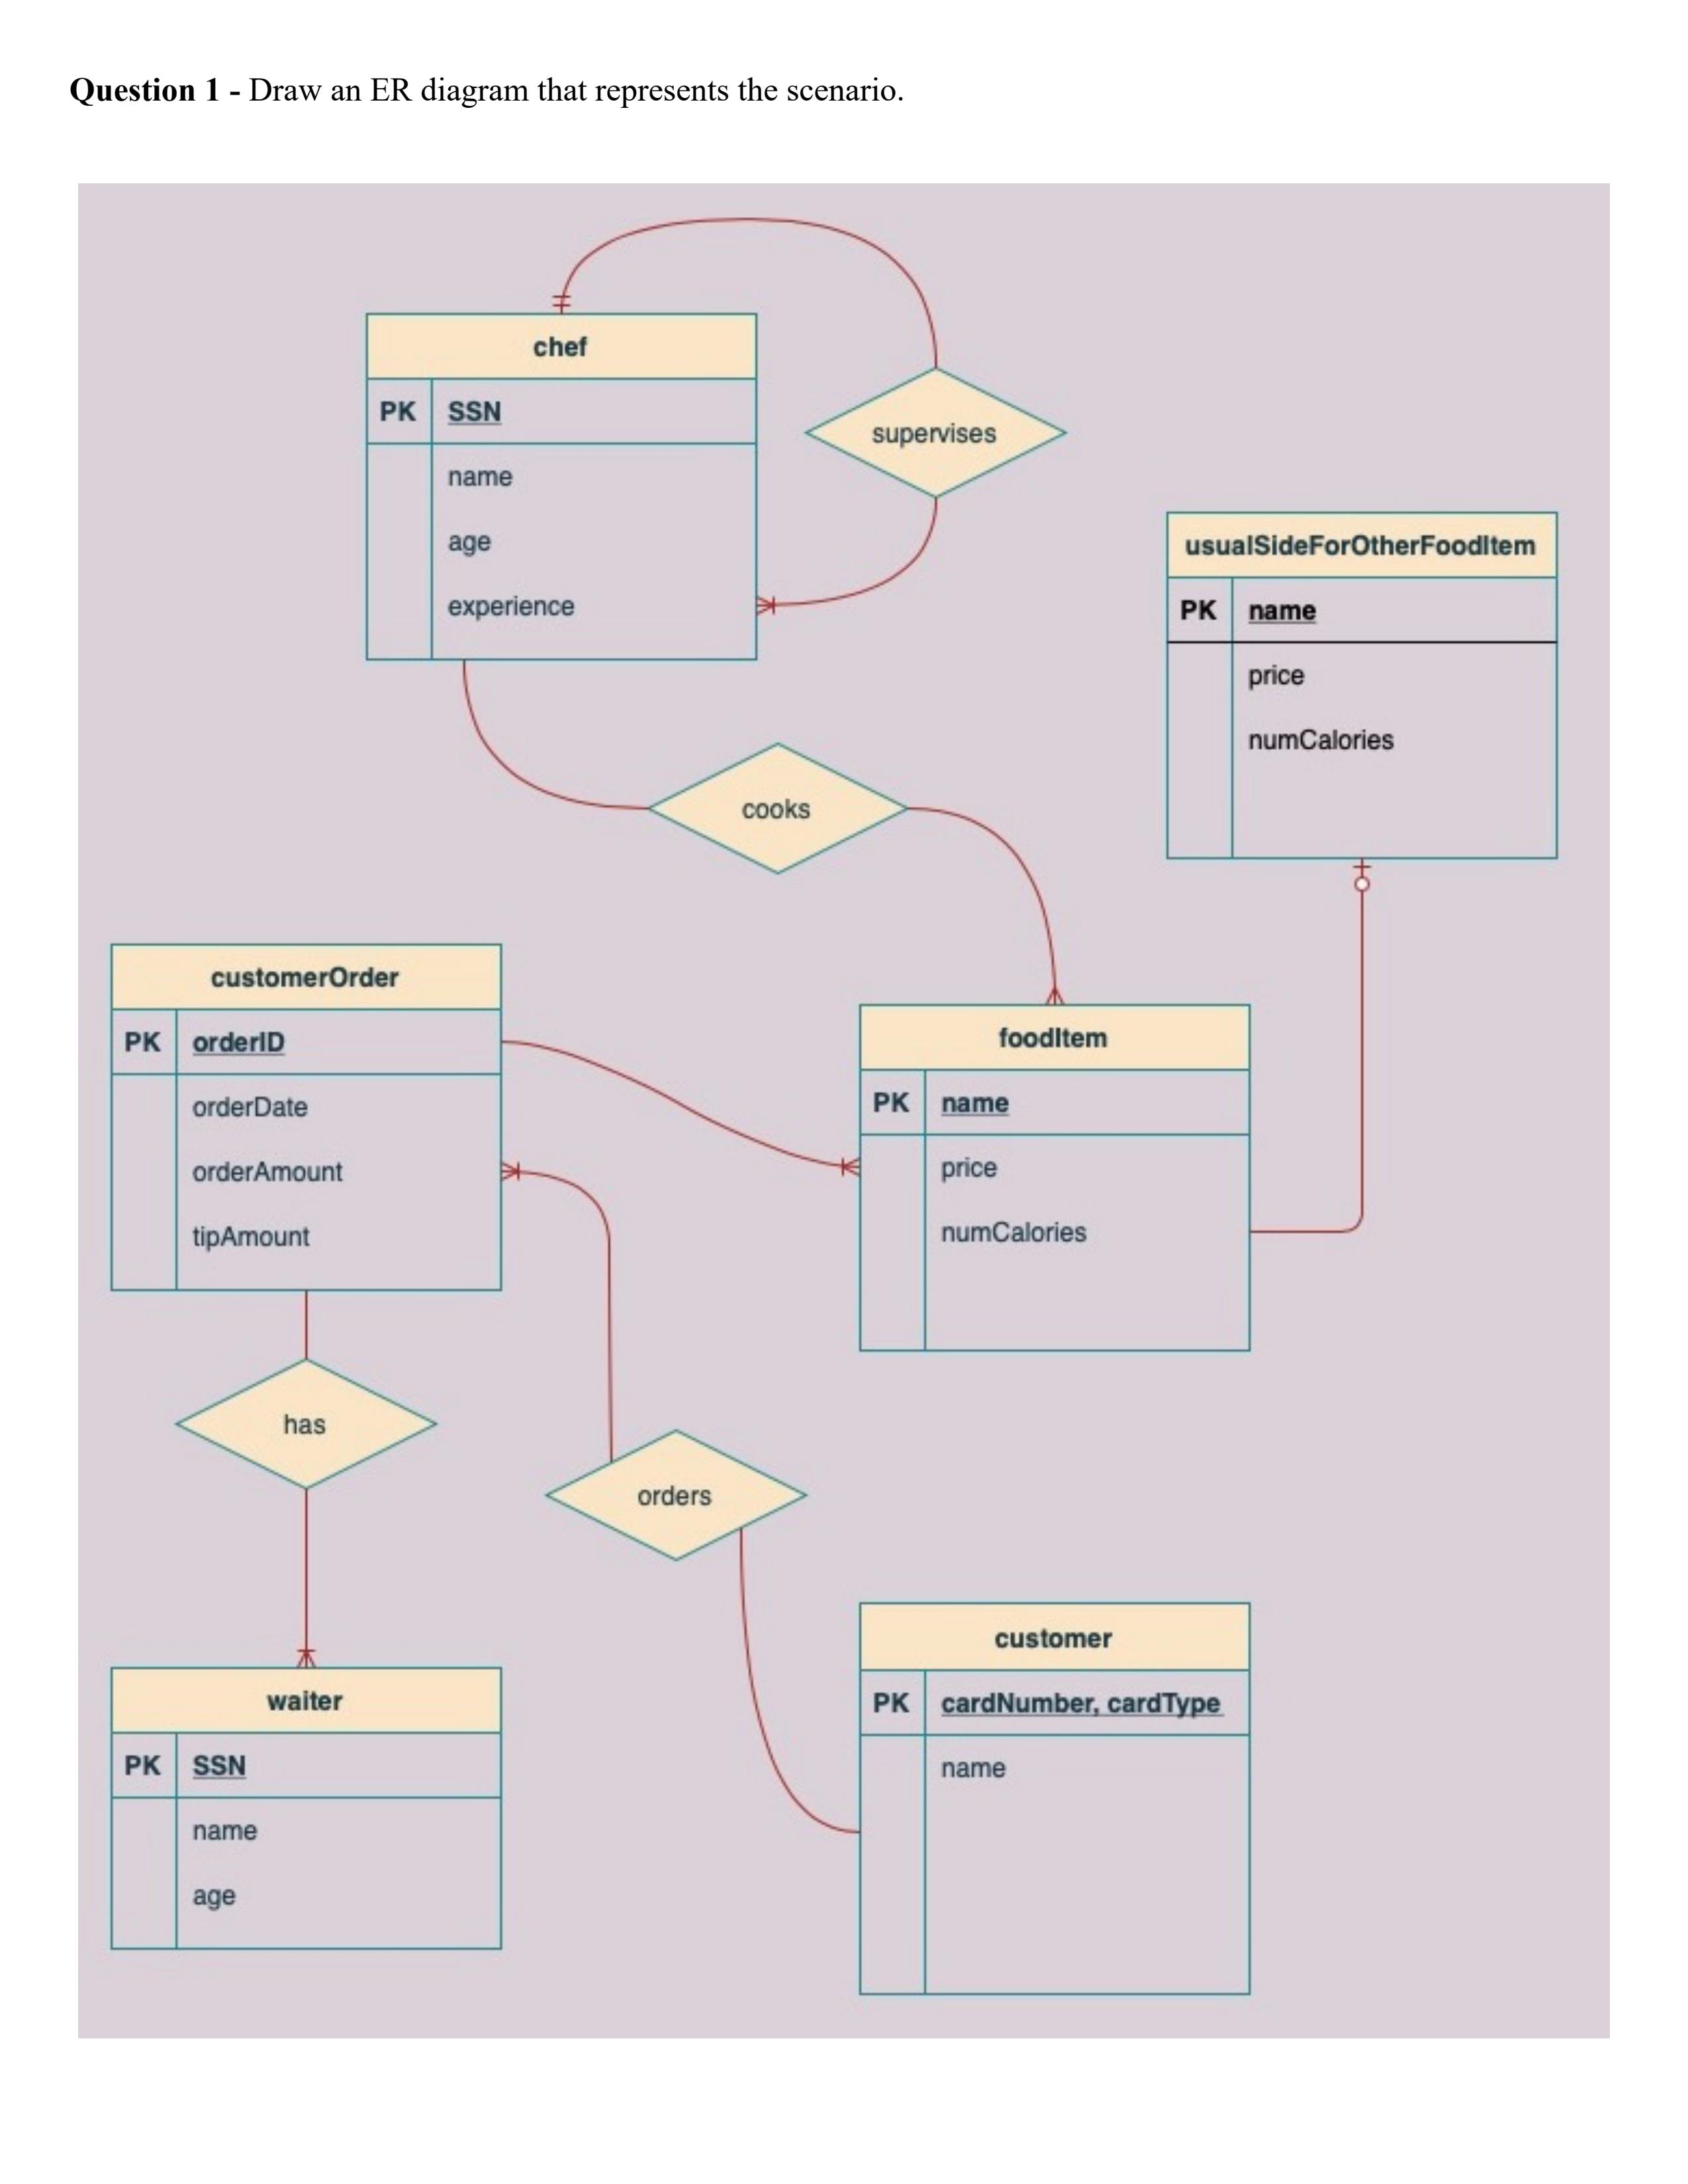 Question 1 - Draw an ER diagram that represents the scenario.
chef
PK SSN
name
age
experience
supervises
usualSideForOtherFoodItem
PK name
price
numCalories
cooks
customerOrder
PK orderID
orderDate
orderAmount
tipAmount
foodItem
PK name
price
numCalories
has
orders
waiter
PK SSN
name
age
customer
PK cardNumber, cardType
name